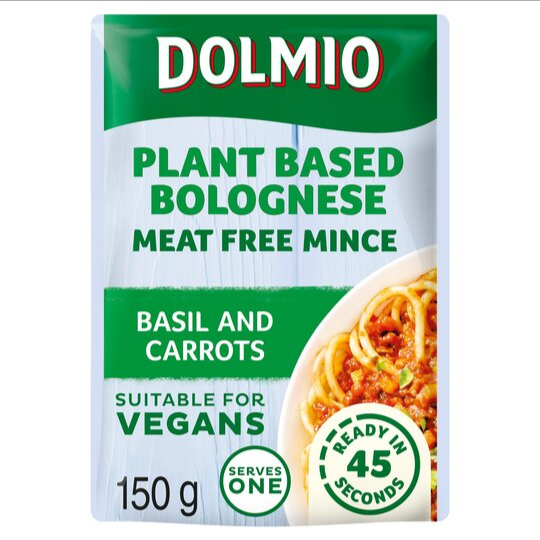 DOLMIO
PLANT BASED
BOLOGNESE
MEAT FREE MINCE
BASIL AND
CARROTS
SUITABLE FOR
VEGANS
150 g
SERVES
ONE
READY IN
45
SECONDS